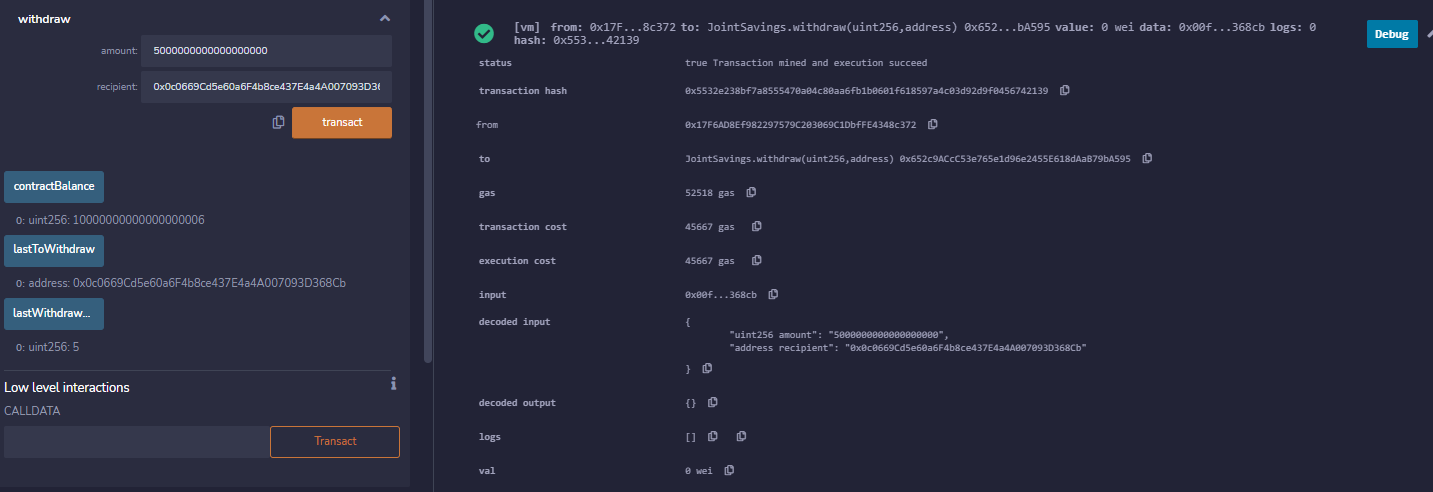 withdraw
amount: 5000000000000000000
recipient: 0x0c0669Cd5e60a6F4b8ce437E4a4A007093D36
transact
contractBalance
0: uint256: 10000000000000000006
lastToWithdraw
0: address: 0x0c0669Cd5e60a6F4b8ce437E4a4A007093D368Cb
lastWithdraw...
0: uint256: 5
Low level interactions
CALLDATA
Transact
[vm] from: 0x17F...8c372 to: JointSavings.withdraw(uint256,address) 0x652...bA595 value: 0 wei data: 0x00f...368cb logs: 0
hash: 0x553...42139
Debug
status true Transaction mined and execution succeed
transaction hash 0x5532e238bf7a8555470a04c80aa6fb1b0601f618597a4c03d92d9f0456742139
from 0x17F6AD8Ef982297579C203069C1DbfFE4348c372
to JointSavings.withdraw(uint256,address) 0x652c9ACcC53e765e1d96e2455E618dAaB79bA595
gas 52518 gas
transaction cost 45667 gas
execution cost 45667 gas
input 0x00f...368cb
decoded input {
"uint256 amount": "5000000000000000000",
"address recipient": "0x0c0669Cd5e60a6F4b8ce437E4a4A007093D368Cb"
}
decoded output {}
logs []
val 0 wei